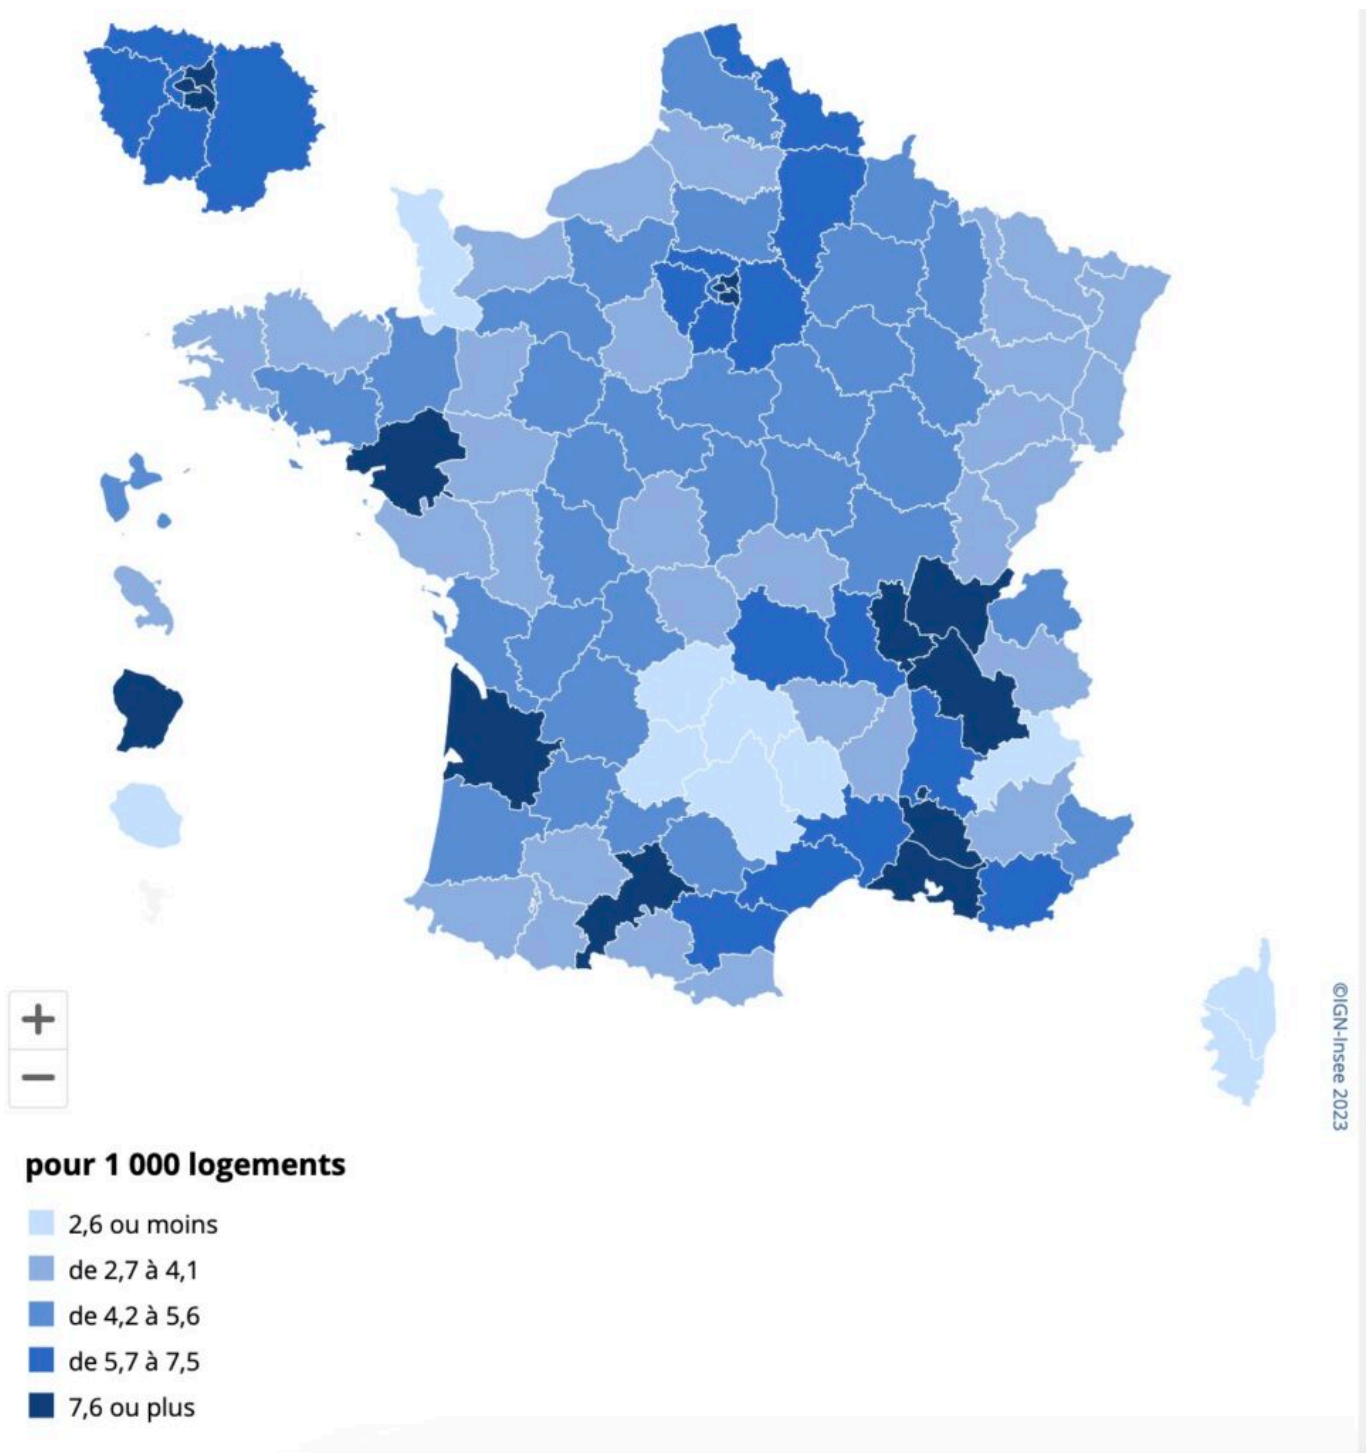 ©IGN-Insee 2023
+
−
pour 1 000 logements
2,6 ou moins
de 2,7 à 4,1
de 4,2 à 5,6
de 5,7 à 7,5
7,6 ou plus